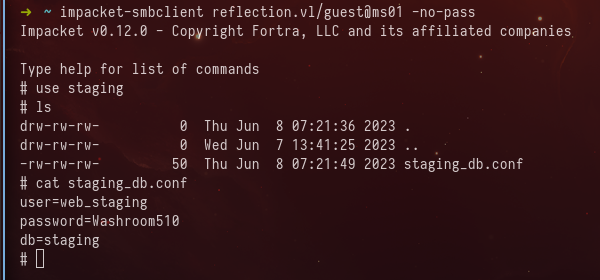 ➜ ~ impacket-smbclient reflection.vl/guest@ms01 -no-pass
Impacket v0.12.0 - Copyright Fortra, LLC and its affiliated companies
Type help for list of commands
# use staging
# ls
drw-rw-rw- 0 Thu Jun 8 07:21:36 2023 .
drw-rw-rw- 0 Wed Jun 7 13:41:25 2023 ..
-rw-rw-rw- 50 Thu Jun 8 07:21:49 2023 staging_db.conf
# cat staging_db.conf
user=web_staging
password=Washroom510
db=staging
#